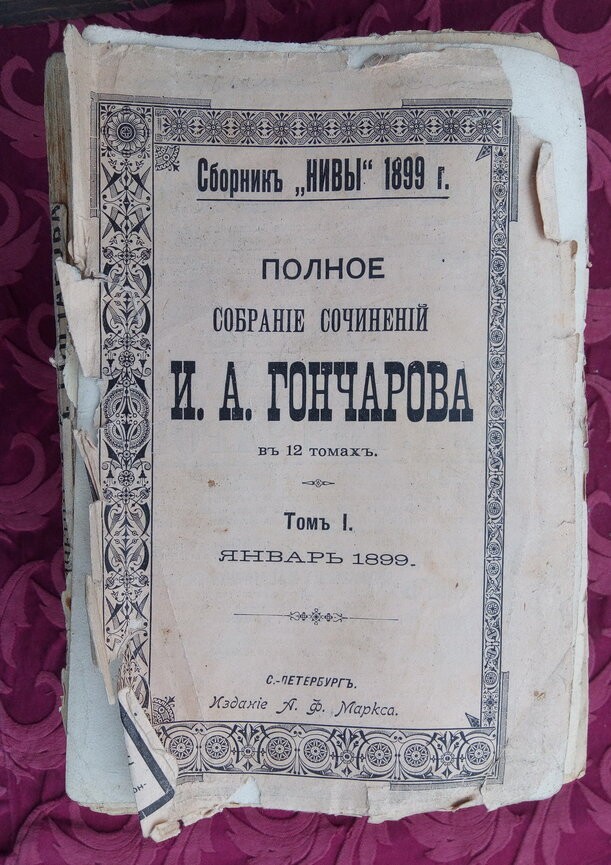 Сборникъ „НИВЫ“ 1899 г.
ПОЛНОЕ
СОБРАНІЕ СОЧИНЕНІЙ
И. А. ГОНЧАРОВА
въ 12 томахъ.
Томъ I.
ЯНВАРЬ 1899.
С.-ПЕТЕРБУРГЪ.
Изданіе А. Ф. Маркса.